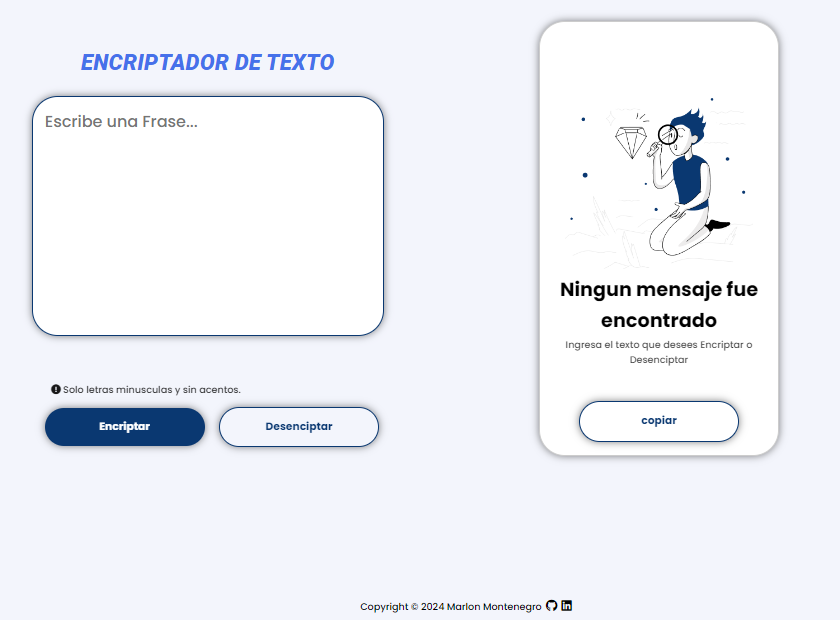 ENCRIPTADOR DE TEXTO
Escribe una Frase...
Solo letras minusculas y sin acentos.
Encriptar
Desenciptar
Ningun mensaje fue
encontrado
Ingresa el texto que desees Encriptar o
Desenciptar
copiar
Copyright © 2024 Marlon Montenegro